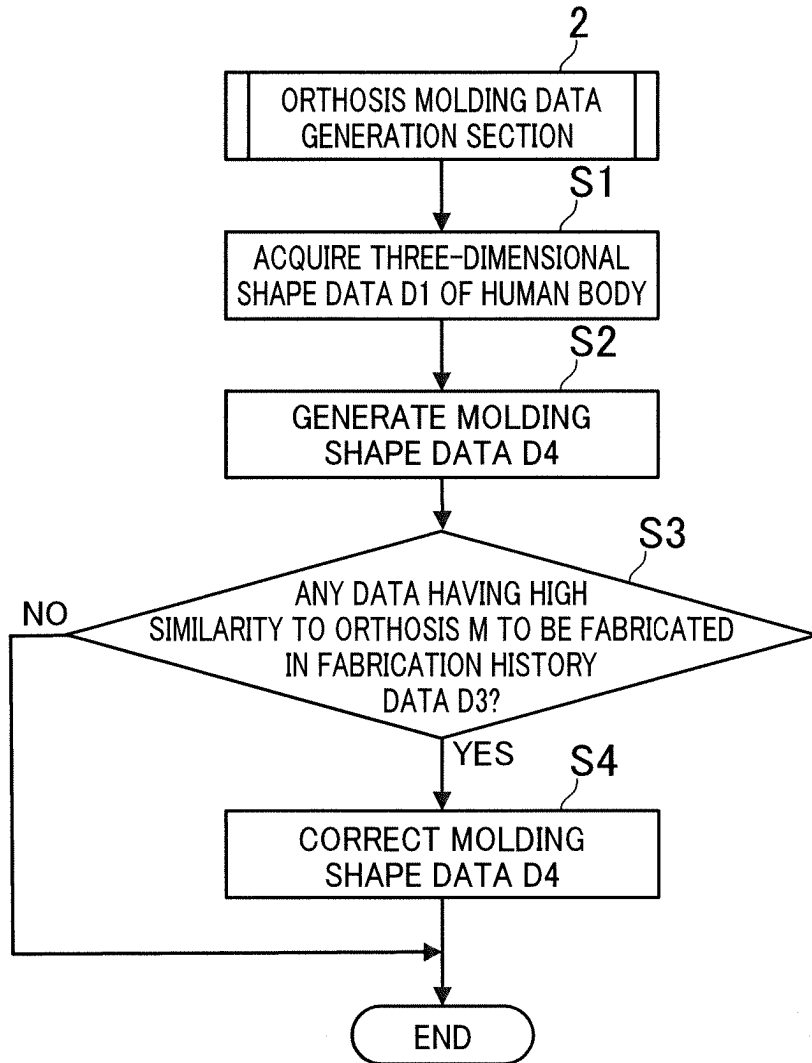 2
ORTHOSIS MOLDING DATA
GENERATION SECTION
S1
ACQUIRE THREE-DIMENSIONAL
SHAPE DATA D1 OF HUMAN BODY
S2
GENERATE MOLDING
SHAPE DATA D4
S3
ANY DATA HAVING HIGH
SIMILARITY TO ORTHOSIS M TO BE FABRICATED
IN FABRICATION HISTORY
DATA D3?
NO
YES
S4
CORRECT MOLDING
SHAPE DATA D4
END